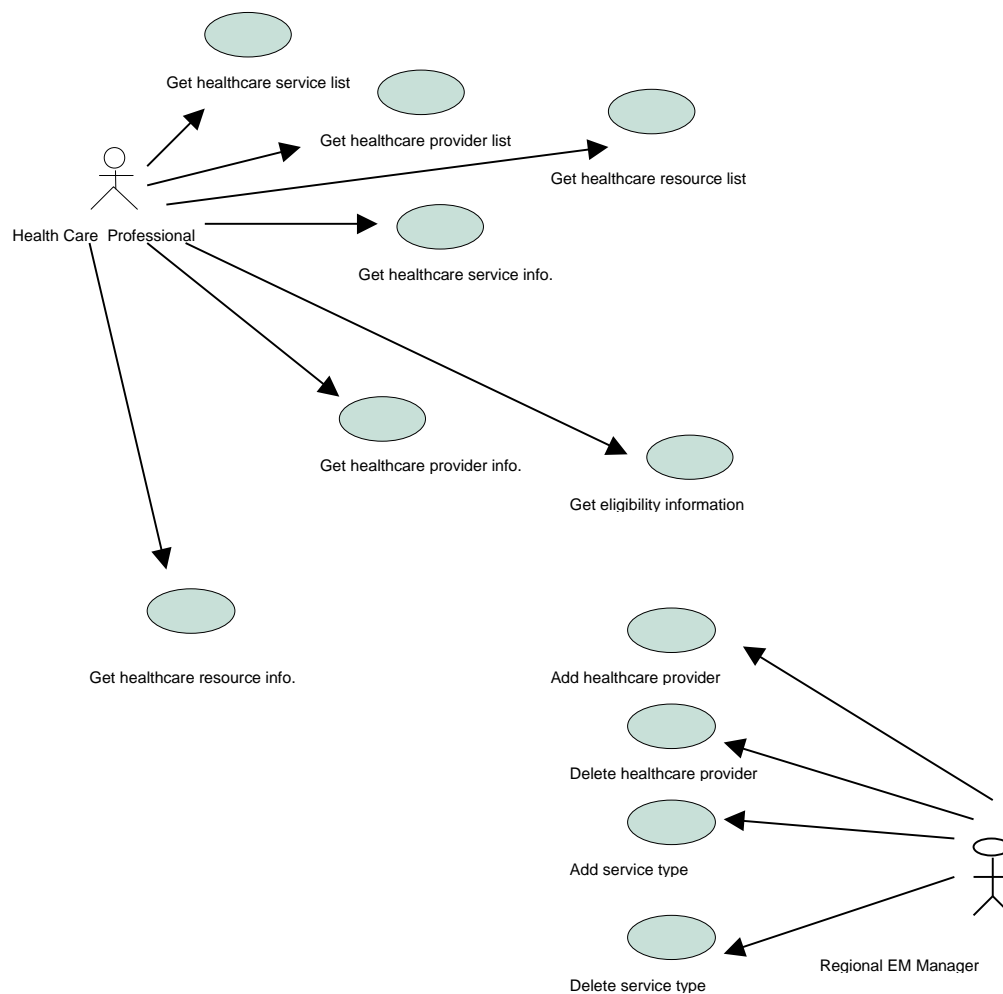 Get healthcare service list
Get healthcare provider list
Get healthcare resource list
Health Care  Professional
Get healthcare service info.
Get healthcare provider info.
Get eligibility information
Get healthcare resource info.
Add healthcare provider
Delete healthcare provider
Add service type
Regional EM Manager
Delete service type